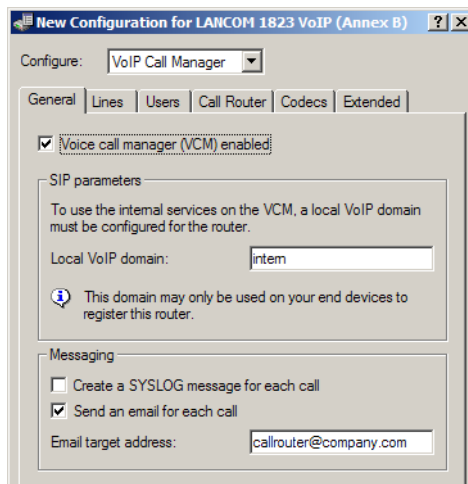 New Configuration for LANCOM 1823 VoIP (Annex B)
Configure: VoIP Call Manager
General Lines Users Call Router Codecs Extended
Voice call manager (VCM) enabled
SIP parameters
To use the internal services on the VCM, a local VoIP domain
must be configured for the router.
Local VoIP domain: intern
This domain may only be used on your end devices to
register this router.
Messaging
Create a SYSLOG message for each call
Send an email for each call
Email target address: callrouter@company.com